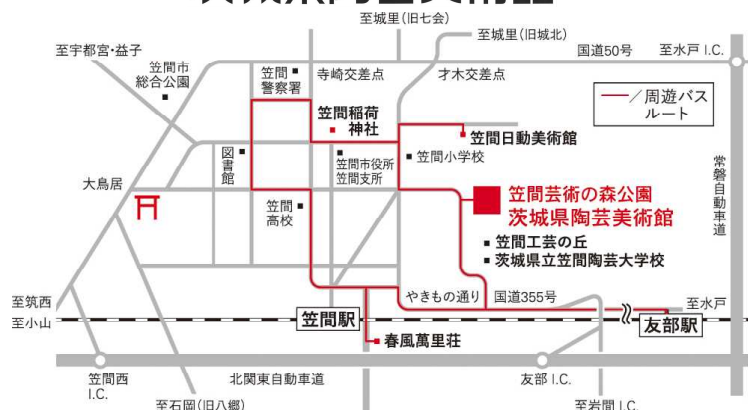 至城里(旧七会)
至城里(旧城北)
至宇都宮・益子
国道50号
至水戸 I.C.
笠間市
総合公園
笠間
警察署
寺崎交差点
才木交差点
周遊バス
ルート
笠間稲荷
神社
笠間日動美術館
図書館
笠間市役所
笠間支所
笠間小学校
常磐自動車道
大鳥居
笠間
高校
笠間芸術の森公園
茨城県陶芸美術館
笠間工芸の丘
茨城県立笠間陶芸大学校
至筑西
至小山
やきもの通り
国道355号
至水戸
笠間駅
友部駅
春風萬里荘
笠間西
I.C.
北関東自動車道
友部 I.C.
至石岡(旧八郷)
至岩間 I.C.